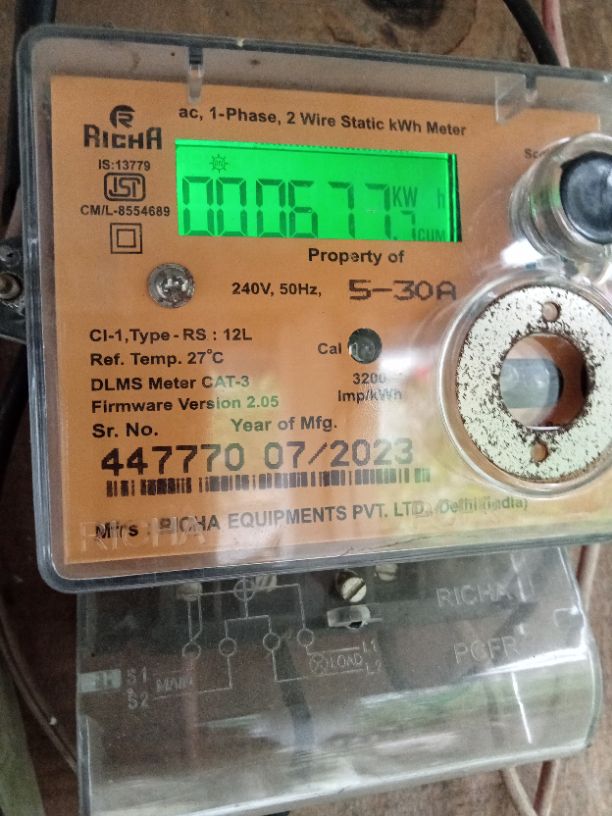 RICHA
ac, 1-Phase, 2 Wire Static kWh Meter
IS:13779
ISI
CM/L-8554689
000677.7 KW h
CUM
Property of
240V, 50Hz, 5-30A
Cl-1,Type - RS : 12L
Ref. Temp. 27°C
Cal
DLMS Meter CAT-3
3200
Imp/kWh
Firmware Version 2.05
Sr. No. Year of Mfg.
447770 07/2023
Mfrs : RICHA EQUIPMENTS PVT. LTD., Delhi (India)
RICHA
RICHA
S1
S2
MAIN
LOAD
L1
L2